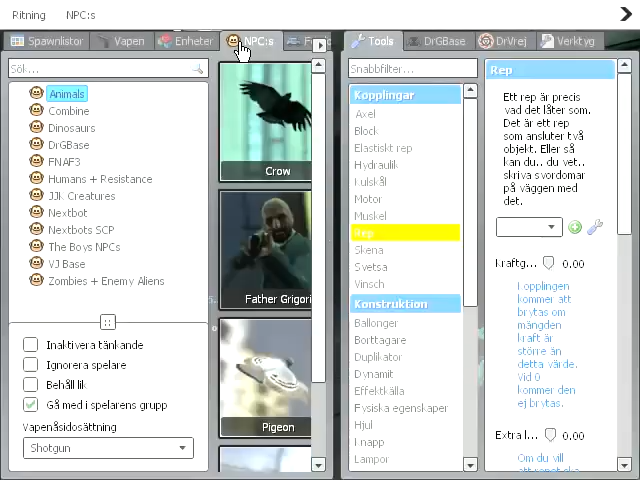 Ritning NPC:s
Spawnlistor Vapen Enheter NPC:s
Sök...
Animals
Combine
Dinosaurs
DrGBase
FNAF3
Humans + Resistance
JJK Creatures
Nextbot
Nextbots SCP
The Boys NPCs
VJ Base
Zombies + Enemy Aliens
Inaktivera tänkande
Ignorera spelare
Behåll lik
Gå med i spelarens grupp
Vapenåsidosättning
Shotgun
Crow
Father Grigori
Pigeon
Tools DrGBase DrVrej Verktyg
Snabbfilter...
Kopplingar
Axel
Block
Elastiskt rep
Hydraulik
Kulskål
Motor
Muskel
Rep
Skena
Svetsa
Vinsch
Konstruktion
Ballonger
Borttagare
Duplikator
Dynamit
Effektkälla
Fysiska egenskaper
Hjul
Knapp
Lampor
Rep
Ett rep är precis
vad det låter som.
Det är ett rep
som ansluter två
objekt. Eller så
kan du.. du vet..
skriva svordomar
på väggen med
det.
Kraftg... 0.00
Kopplingen
kommer att
brytas om
mängden
kraft är
större än
detta värde.
Vid 0
kommer den
ej brytas.
Extra l... 0.00
Om du vill